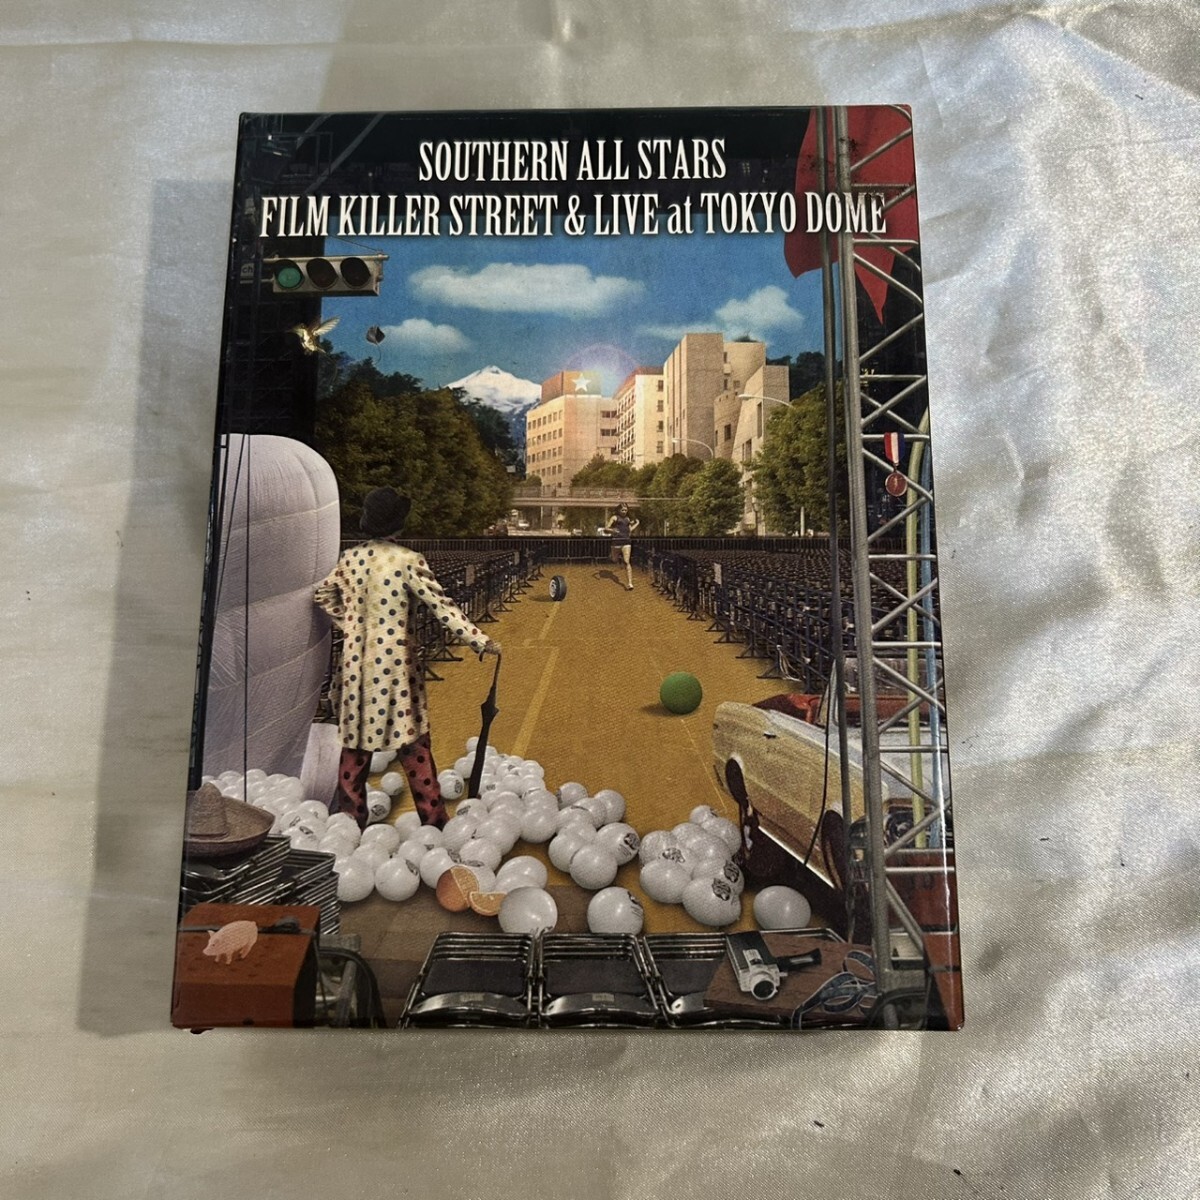 SOUTHERN ALL STARS
FILM KILLER STREET & LIVE at TOKYO DOME